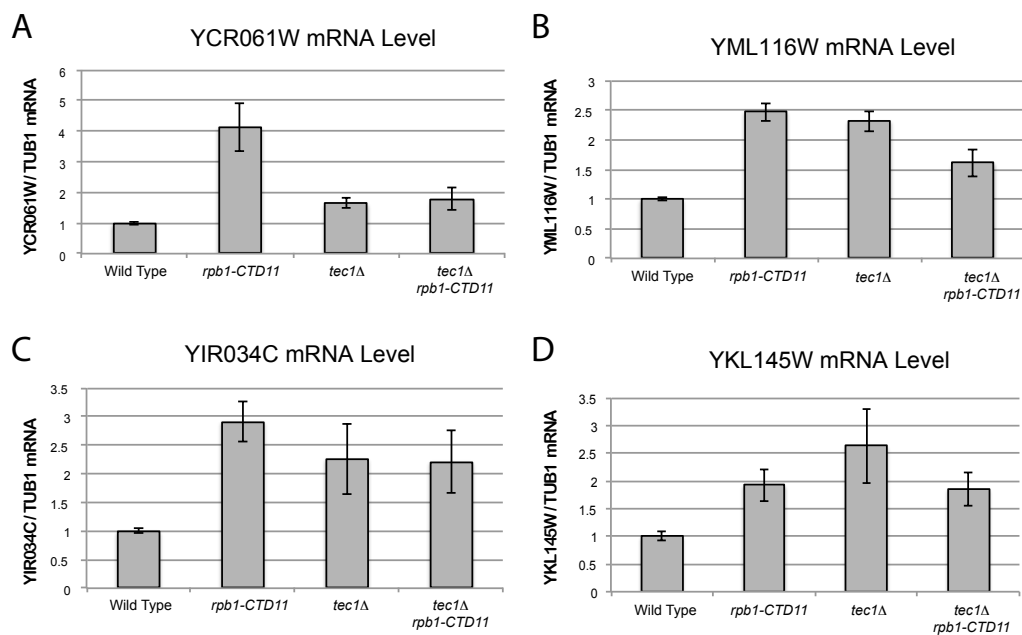 A
YCR061W mRNA Level
YCR061W/TUB1 mRNA
6
5
4
3
2
1
0
Wild Type
rpb1-CTD11
tec1Δ
tec1Δ
rpb1-CTD11
B
YML116W mRNA Level
YML116W/TUB1 mRNA
3
2.5
2
1.5
1
0.5
0
Wild Type
rpb1-CTD11
tec1Δ
tec1Δ
rpb1-CTD11
C
YIR034C mRNA Level
YIR034C/TUB1 mRNA
3.5
3
2.5
2
1.5
1
0.5
0
Wild Type
rpb1-CTD11
tec1Δ
tec1Δ
rpb1-CTD11
D
YKL145W mRNA Level
YKL145W/TUB1 mRNA
3.5
3
2.5
2
1.5
1
0.5
0
Wild Type
rpb1-CTD11
tec1Δ
tec1Δ
rpb1-CTD11